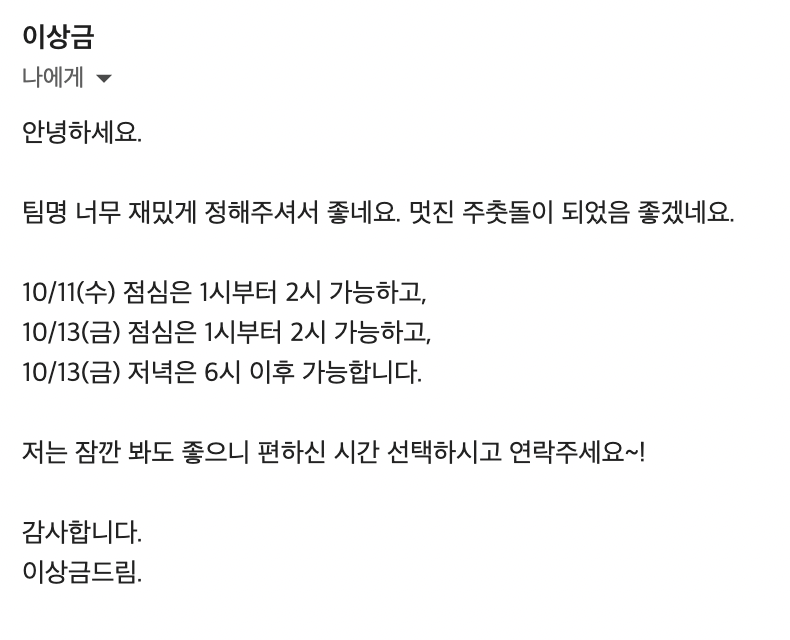 이상금
나에게
안녕하세요.
팀명 너무 재밌게 정해주셔서 좋네요. 멋진 주춧돌이 되었음 좋겠네요.
10/11(수) 점심은 1시부터 2시 가능하고,
10/13(금) 점심은 1시부터 2시 가능하고,
10/13(금) 저녁은 6시 이후 가능합니다.
저는 잠깐 봐도 좋으니 편하신 시간 선택하시고 연락주세요~!
감사합니다.
이상금드림.